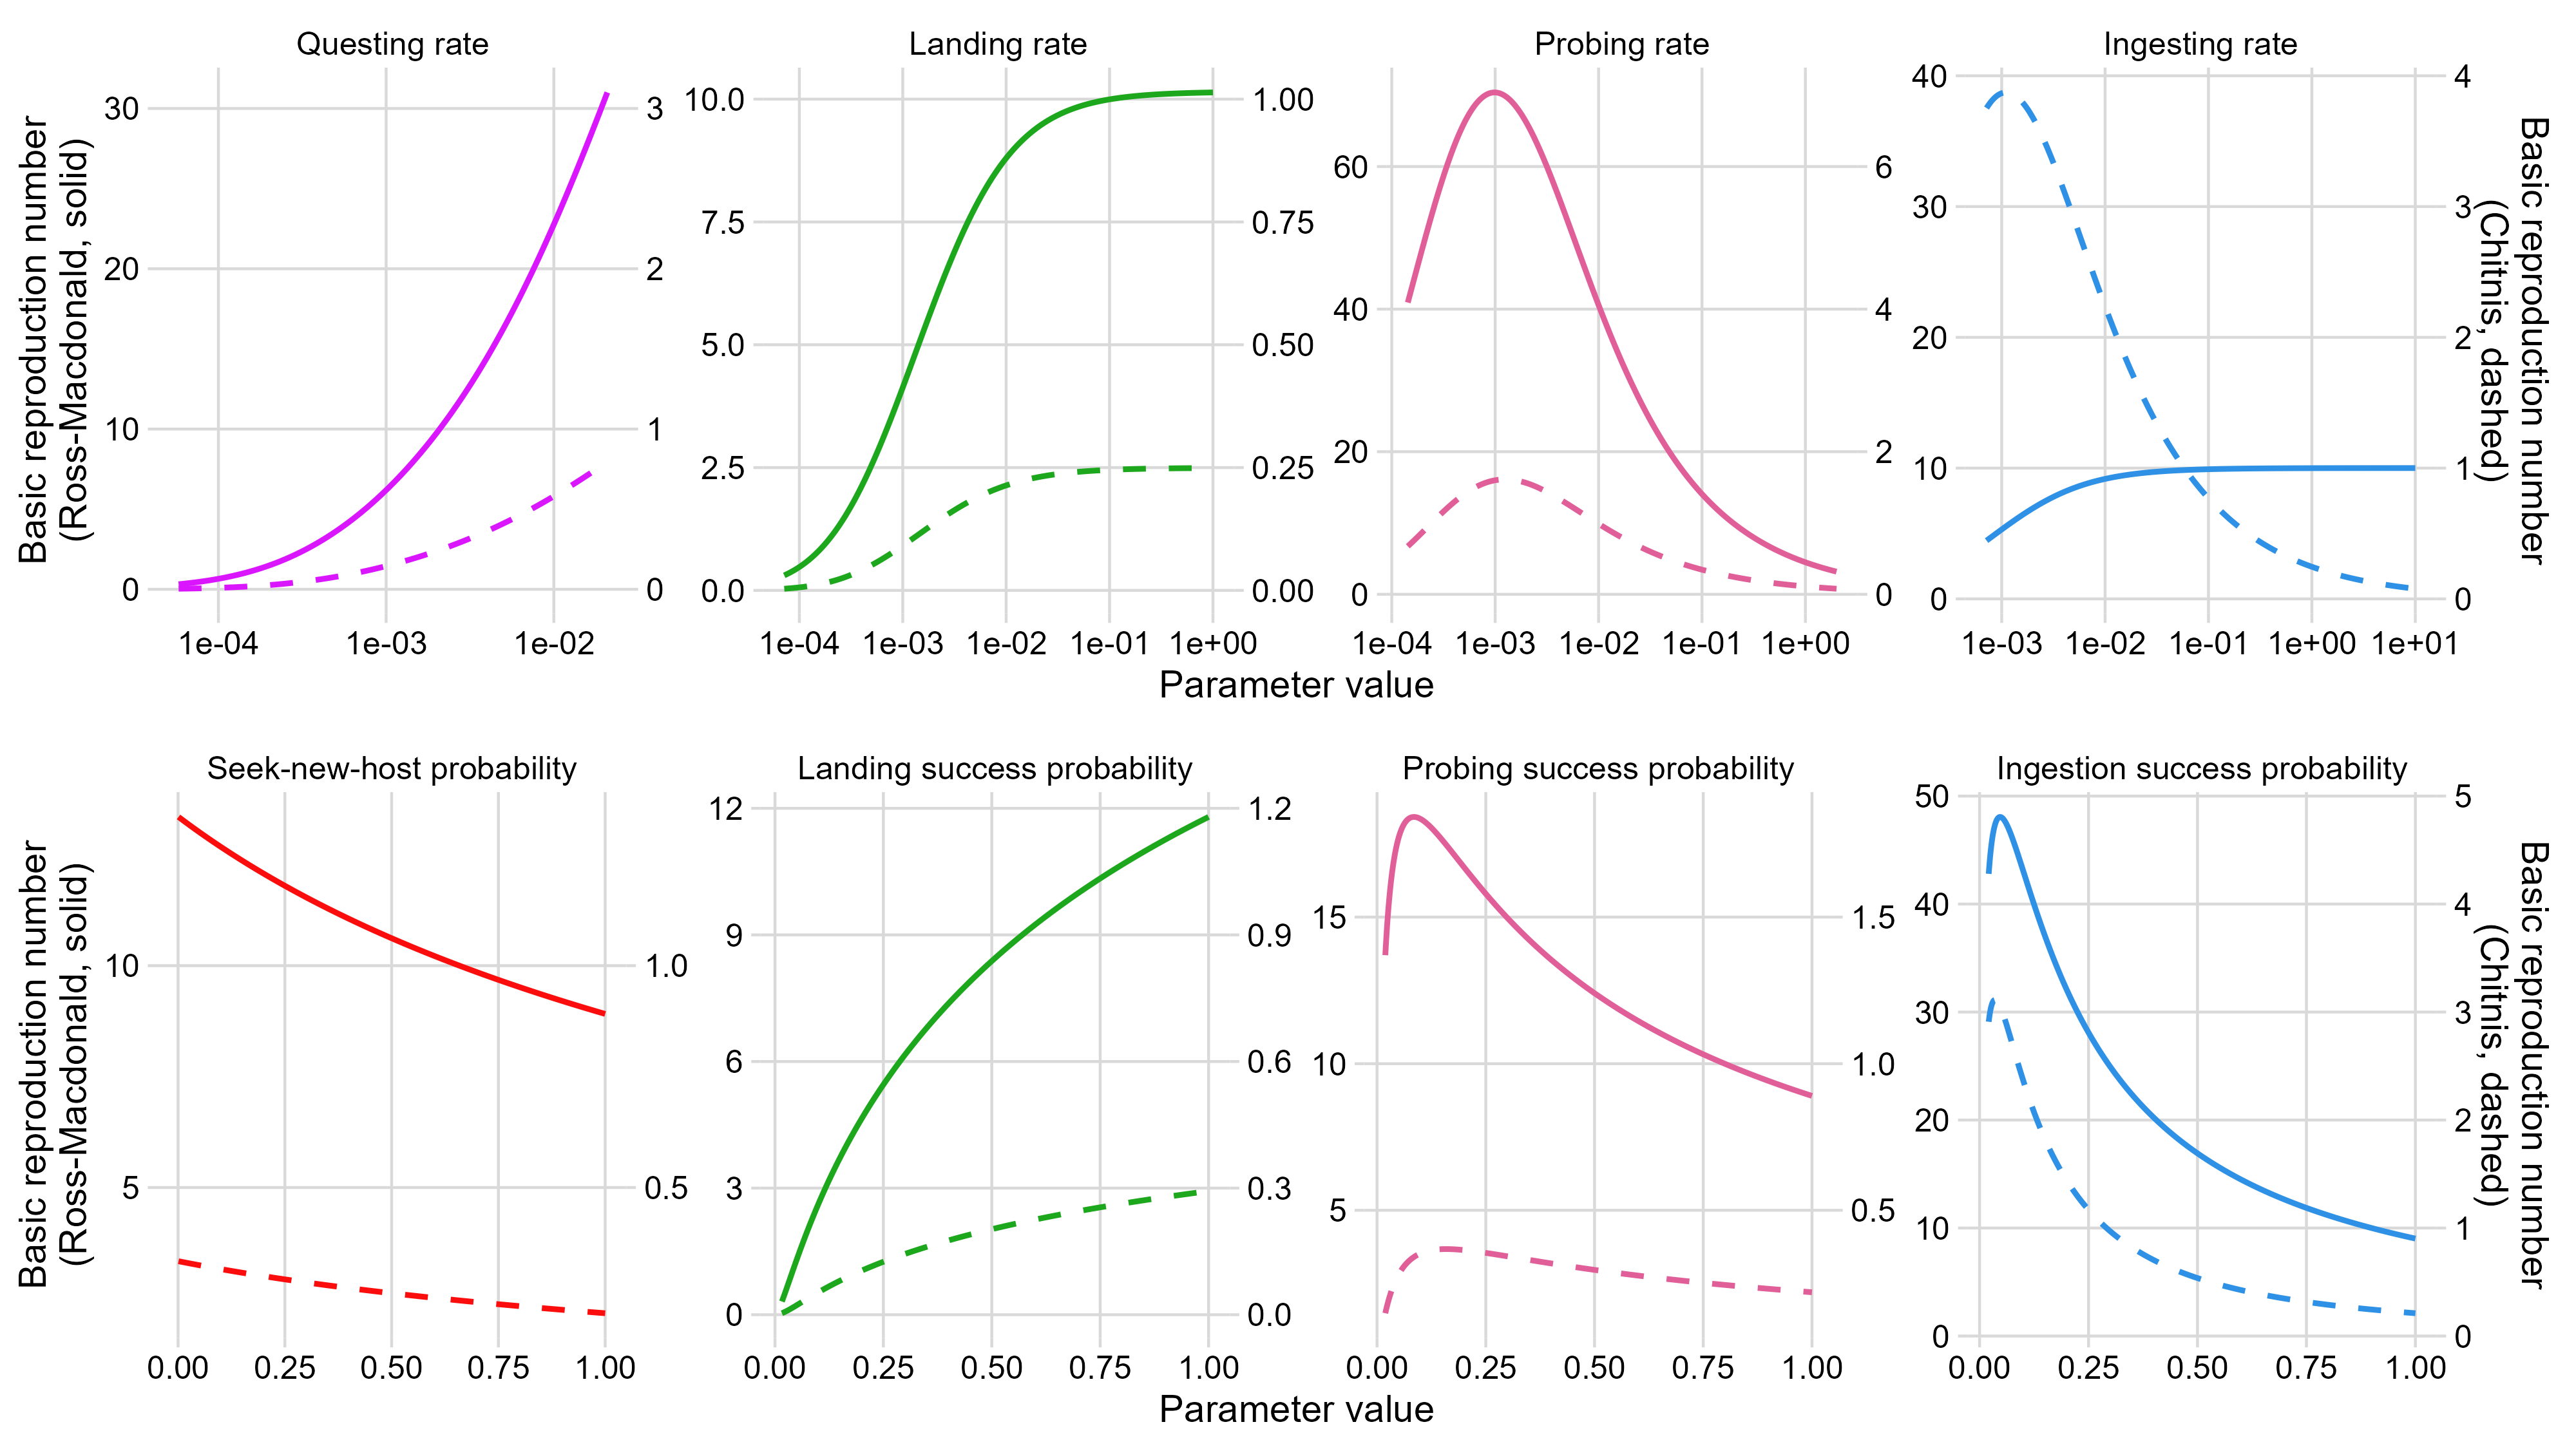 Questing rate
Landing rate
Probing rate
Ingesting rate
Basic reproduction number
(Ross-Macdonald, solid)
30
20
10
0
3
2
1
0
1e-04 1e-03 1e-02
10.0
7.5
5.0
2.5
0.0
1.00
0.75
0.50
0.25
0.00
1e-04 1e-03 1e-02 1e-01 1e+00
60
40
20
0
6
4
2
0
1e-04 1e-03 1e-02 1e-01 1e+00
40
30
20
10
0
4
3
2
1
0
1e-03 1e-02 1e-01 1e+00 1e+01
Basic reproduction number
(Chitnis, dashed)
Parameter value
Seek-new-host probability
Landing success probability
Probing success probability
Ingestion success probability
Basic reproduction number
(Ross-Macdonald, solid)
10
5
1.0
0.5
0.00 0.25 0.50 0.75 1.00
12
9
6
3
0
1.2
0.9
0.6
0.3
0.0
0.00 0.25 0.50 0.75 1.00
15
10
5
1.5
1.0
0.5
0.00 0.25 0.50 0.75 1.00
50
40
30
20
10
0
5
4
3
2
1
0
0.00 0.25 0.50 0.75 1.00
Basic reproduction number
(Chitnis, dashed)
Parameter value